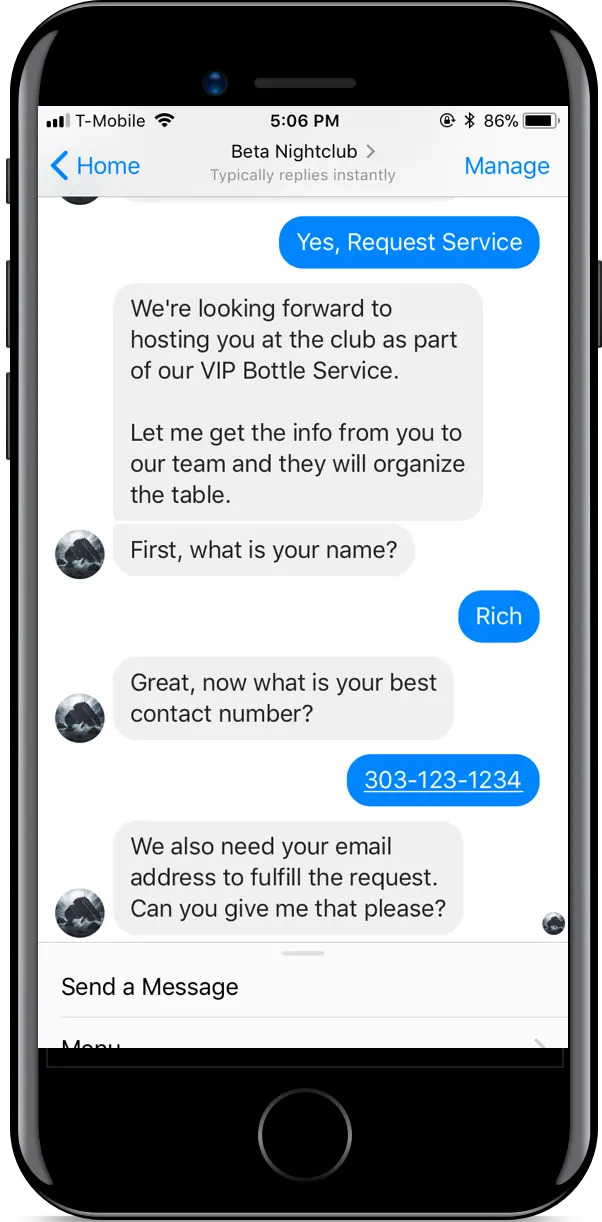 T-Mobile 5:06 PM 86%
Home Beta Nightclub Manage
Typically replies instantly
Yes, Request Service
We're looking forward to
hosting you at the club as part
of our VIP Bottle Service.
Let me get the info from you to
our team and they will organize
the table.
First, what is your name?
Rich
Great, now what is your best
contact number?
303-123-1234
We also need your email
address to fulfill the request.
Can you give me that please?
Send a Message
Menu